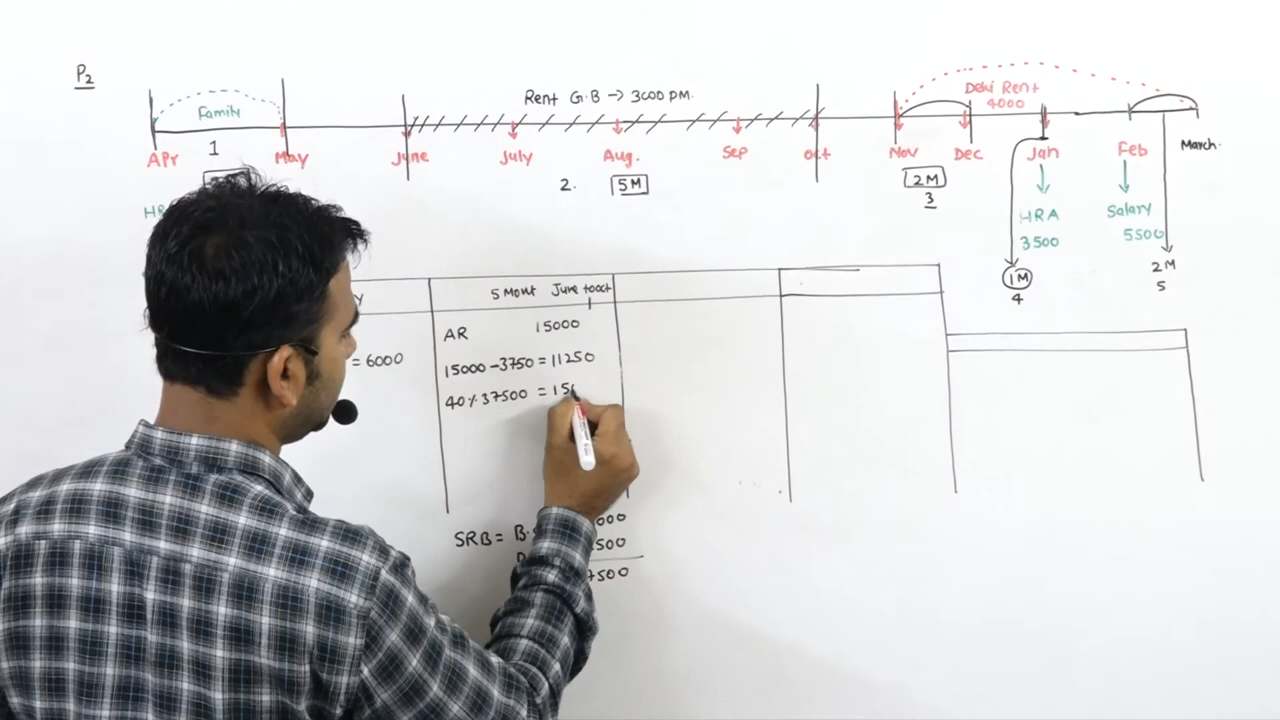 P2
Family
Rent G.B → 3000 PM.
Delhi Rent
4000
Apr
1
May
June
July
Aug.
Sep
oct
Nov
Dec
Jan
Feb
March.
2.
5M
2M
3
HRA
3500
Salary
5500
1M
4
2M
5
5 Mont June to oct
AR 15000
= 6000
15000 - 3750 = 11250
40% 37500 = 15
SRB =